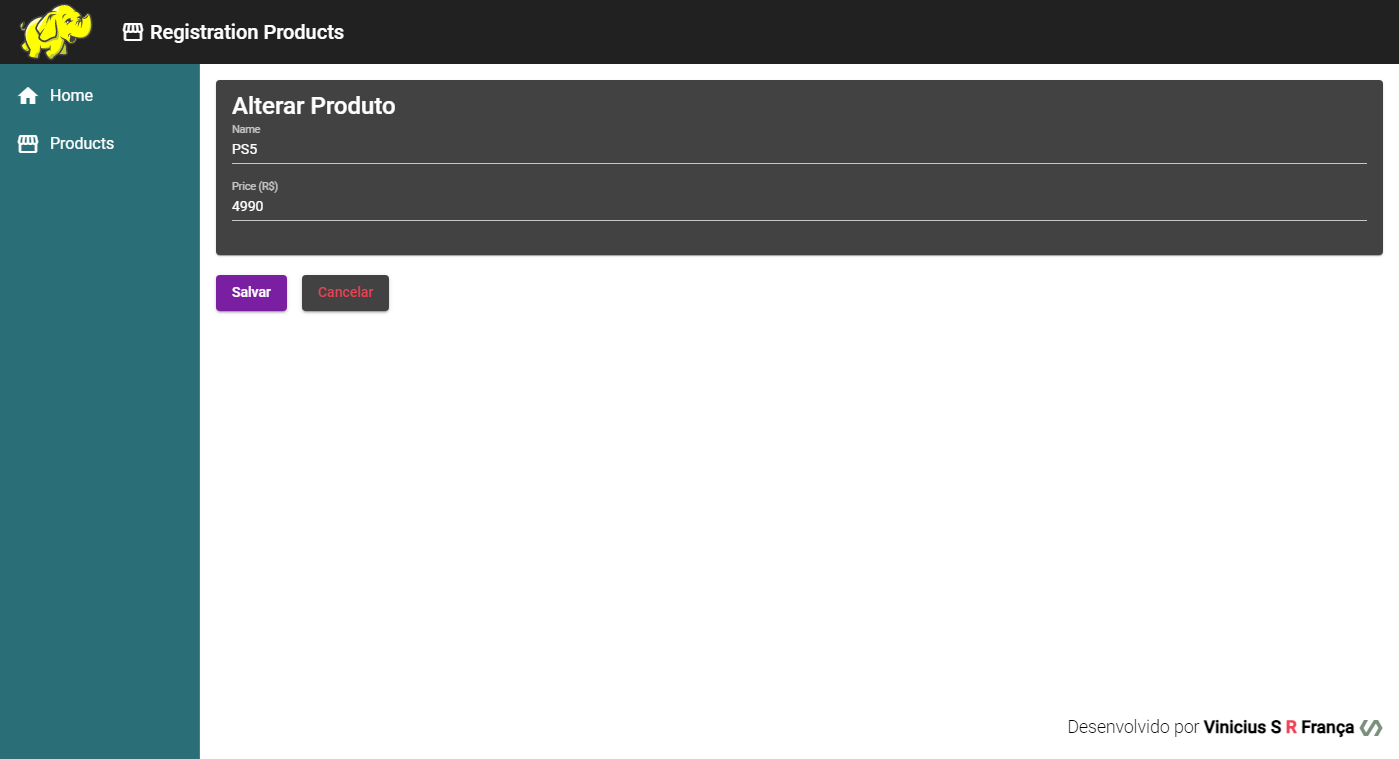 Registration Products
Home
Products
Alterar Produto
Name
PS5
Price (R$)
4990
Salvar
Cancelar
Desenvolvido por Vinicius S R França